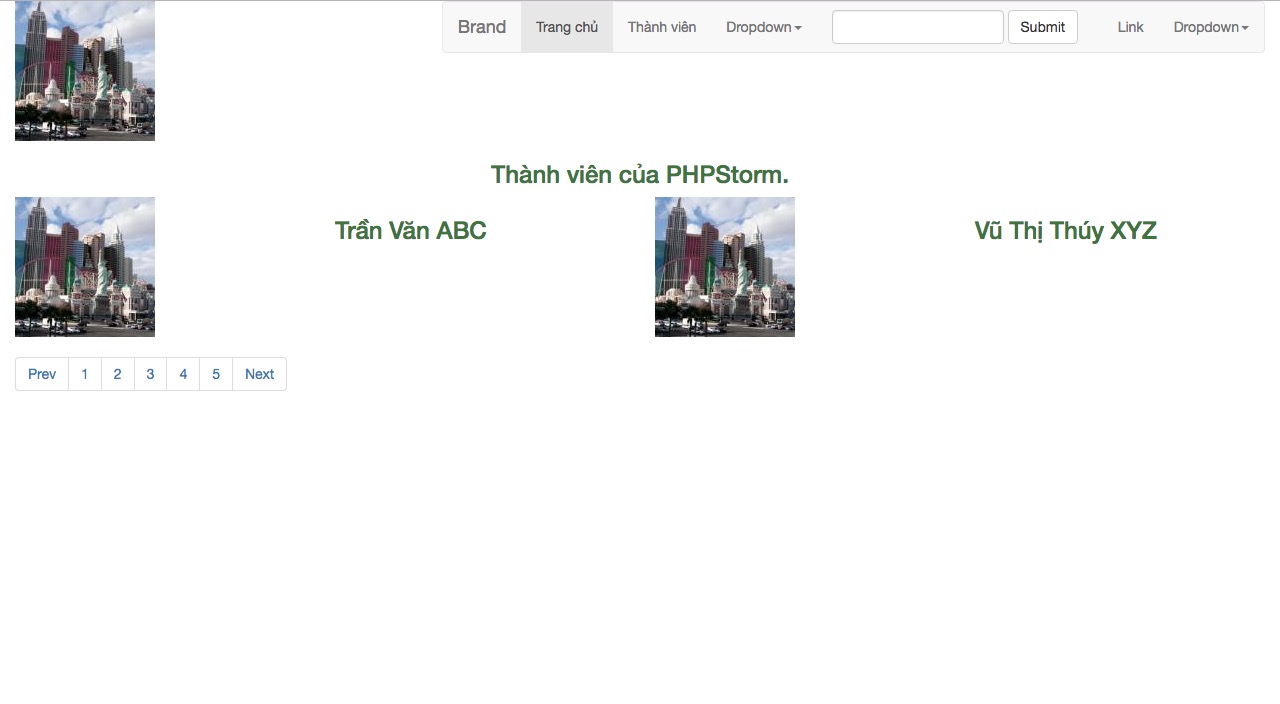 Brand Trang chủ Thành viên Dropdown Submit Link Dropdown
Thành viên của PHPStorm.
Trần Văn ABC Vũ Thị Thúy XYZ
Prev 1 2 3 4 5 Next